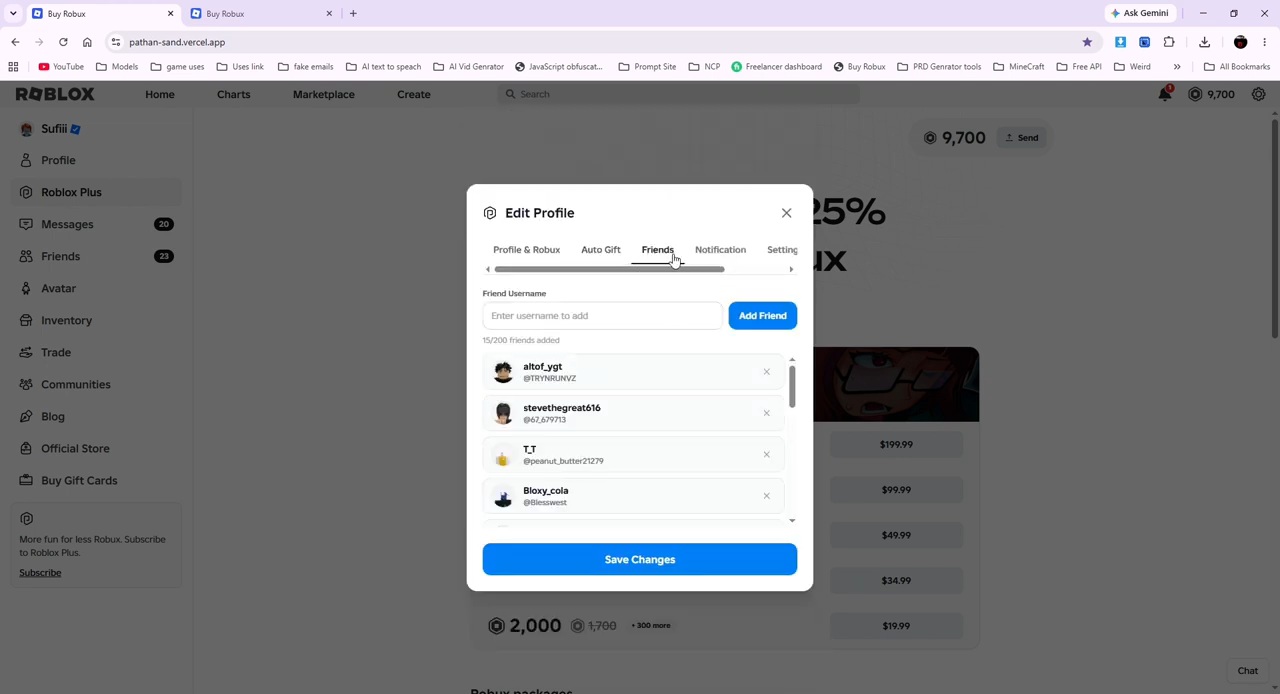 Buy Robux
Buy Robux
Ask Gemini
pathan-sand.vercel.app
YouTube
Models
game uses
Uses link
fake emails
AI text to speach
AI Vid Genrator
JavaScript obfuscat...
Prompt Site
NCP
Freelancer dashboard
Buy Robux
PRD Genrator tools
MineCraft
Free API
Weird
All Bookmarks
ROBLOX
Home
Charts
Marketplace
Create
Search
9,700
Sufiii
Profile
Roblox Plus
Messages
20
Friends
23
Avatar
Inventory
Trade
Communities
Blog
Official Store
Buy Gift Cards
More fun for less Robux. Subscribe
to Roblox Plus.
Subscribe
9,700
Send
25%
ux
Edit Profile
Profile & Robux
Auto Gift
Friends
Notification
Setting
Friend Username
Enter username to add
Add Friend
15/200 friends added
altof_ygt
@TRYNRUNVZ
stevethegreat616
@67_679713
T_T
@peanut_butter21279
Bloxy_cola
@Blesswest
Save Changes
$199.99
$99.99
$49.99
$34.99
2,000
1,700
+ 300 more
$19.99
Chat